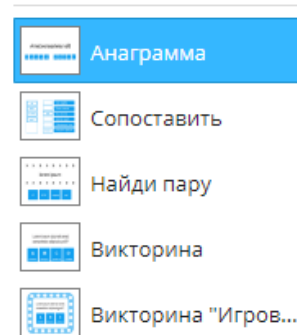 Анаграмма
Сопоставить
Найди пару
Викторина
Викторина "Игров...